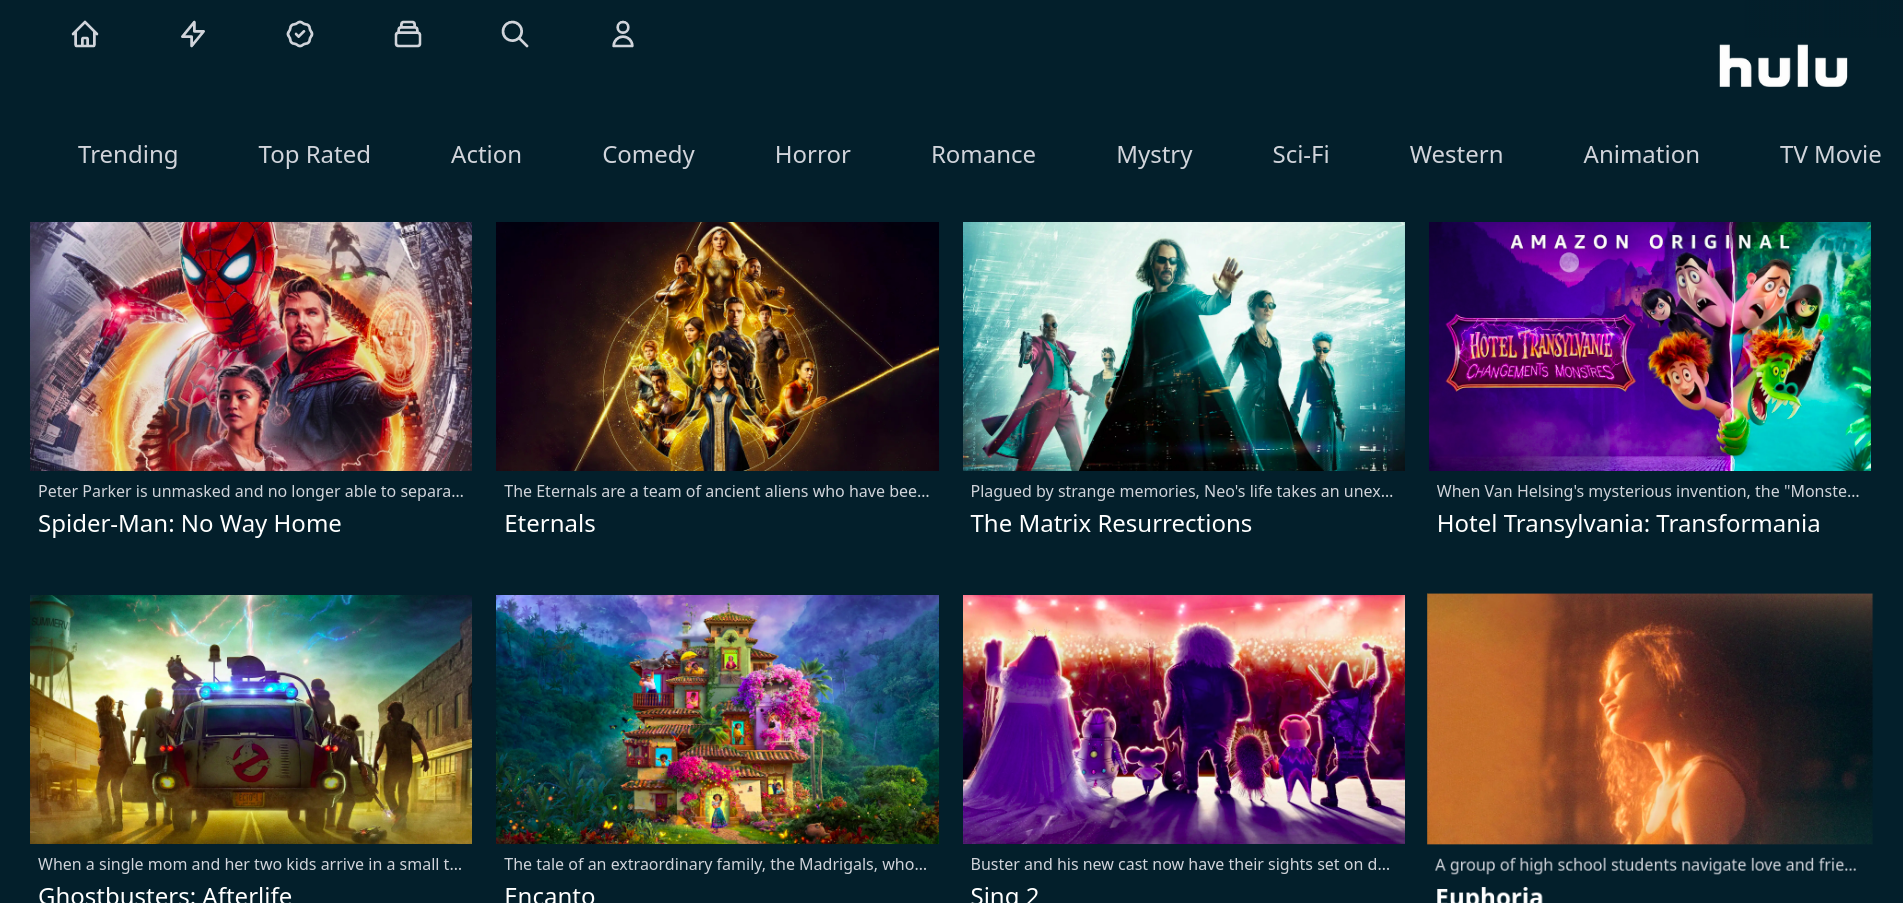 hulu
Trending Top Rated Action Comedy Horror Romance Mystry Sci-Fi Western Animation TV Movie
AMAZON ORIGINAL
HOTEL TRANSYLVANIE
CHANGEMENTS MONSTRES
Peter Parker is unmasked and no longer able to separa...
Spider-Man: No Way Home
The Eternals are a team of ancient aliens who have bee...
Eternals
Plagued by strange memories, Neo's life takes an unex...
The Matrix Resurrections
When Van Helsing's mysterious invention, the "Monste...
Hotel Transylvania: Transformania
SUMMERV
When a single mom and her two kids arrive in a small t...
Ghostbusters: Afterlife
The tale of an extraordinary family, the Madrigals, who...
Encanto
Buster and his new cast now have their sights set on d...
Sing 2
A group of high school students navigate love and frie...
Euphoria